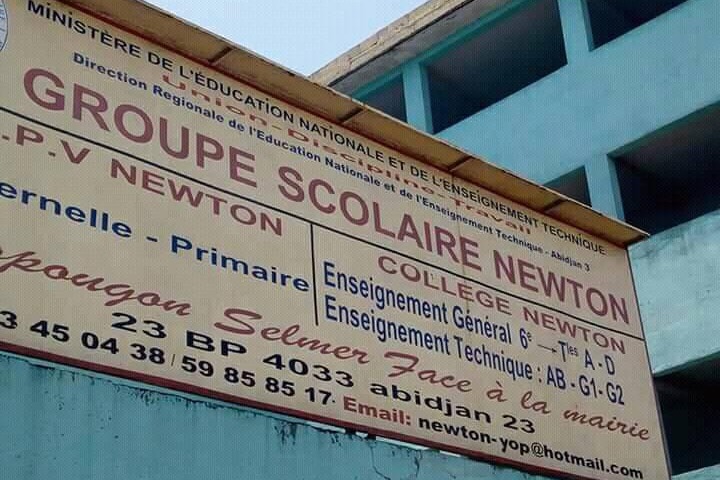 MINISTÈRE DE L'ÉDUCATION NATIONALE ET DE L'ENSEIGNEMENT TECHNIQUE
Union-Discipline-Travail
Direction Regionale de l'Education Nationale et de l'Enseignement Technique - Abidjan 3
GROUPE SCOLAIRE NEWTON
.P.V NEWTON
ernelle - Primaire
COLLÈGE NEWTON
Enseignement Général 6e → Tles A - D
Enseignement Technique : AB - G1- G2
opougon Selmer Face à la mairie
23 BP 4033 abidjan 23
3 45 04 38 / 59 85 85 17. Email: newton-yop@hotmail.com